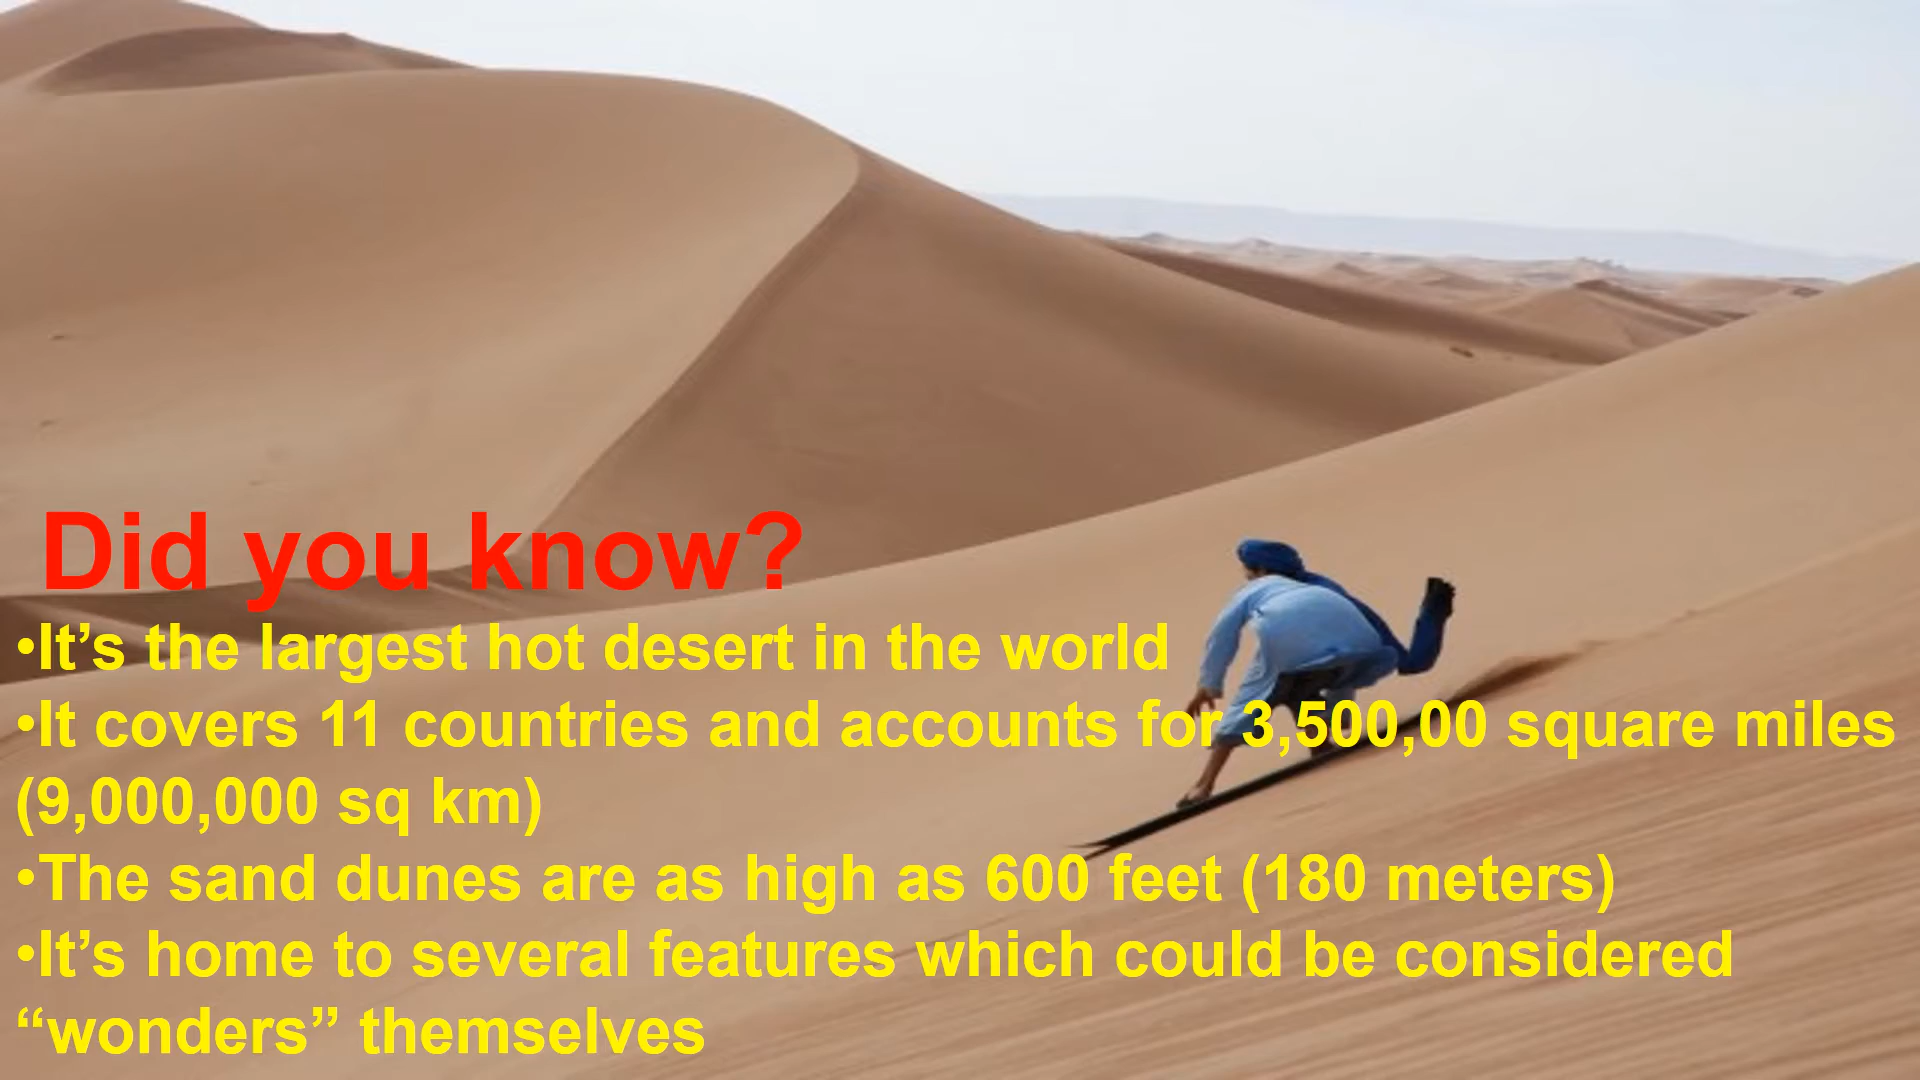 Did you know?
•It’s the largest hot desert in the world
•It covers 11 countries and accounts for 3,500,00 square miles
(9,000,000 sq km)
•The sand dunes are as high as 600 feet (180 meters)
•It’s home to several features which could be considered
“wonders” themselves